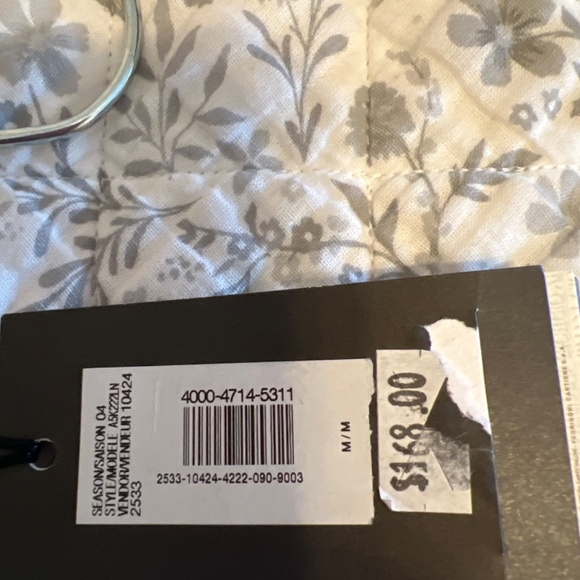 SEASON/SAISON 04
STYLE/MODELE A5K222LN
VENDOR/VENDEUR 10424
2533
4000-4714-5311
2533-10424-4222-090-9003
M/M
$168.00